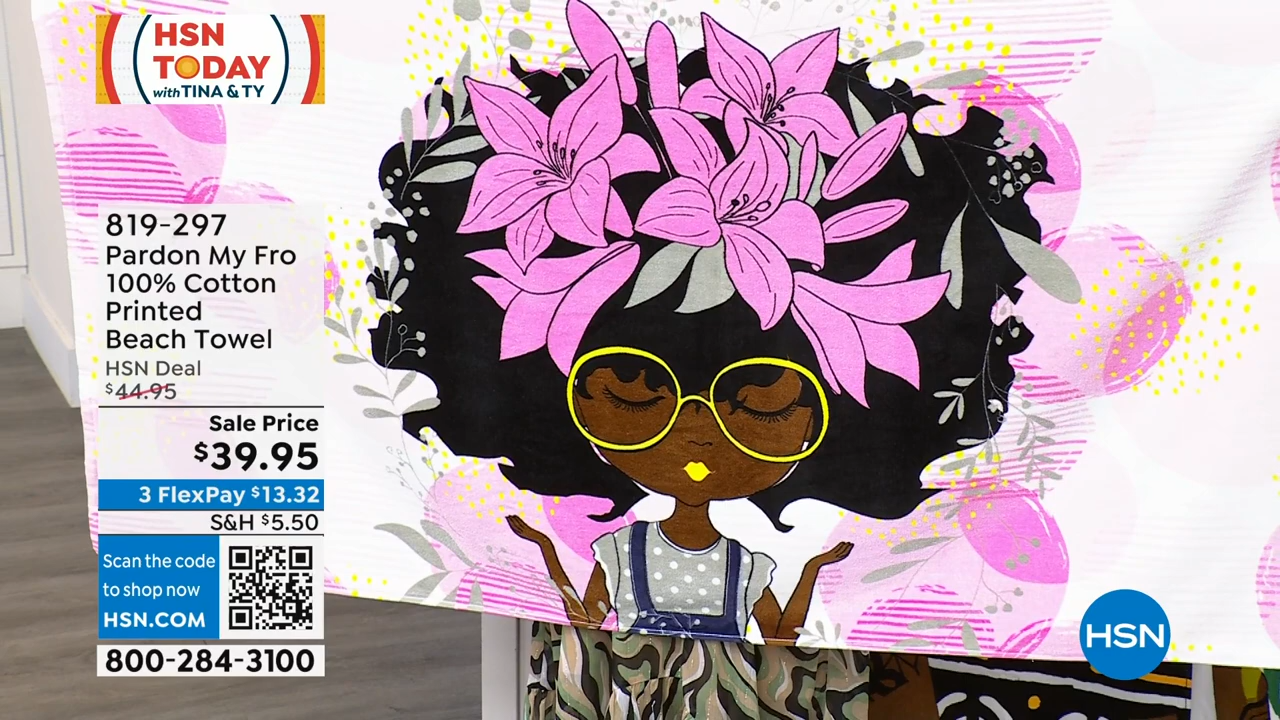 HSN
TODAY
with TINA & TY
819-297
Pardon My Fro
100% Cotton
Printed
Beach Towel
HSN Deal
$44.95
Sale Price
$39.95
3 FlexPay $13.32
S&H $5.50
Scan the code
to shop now
HSN.COM
800-284-3100
HSN